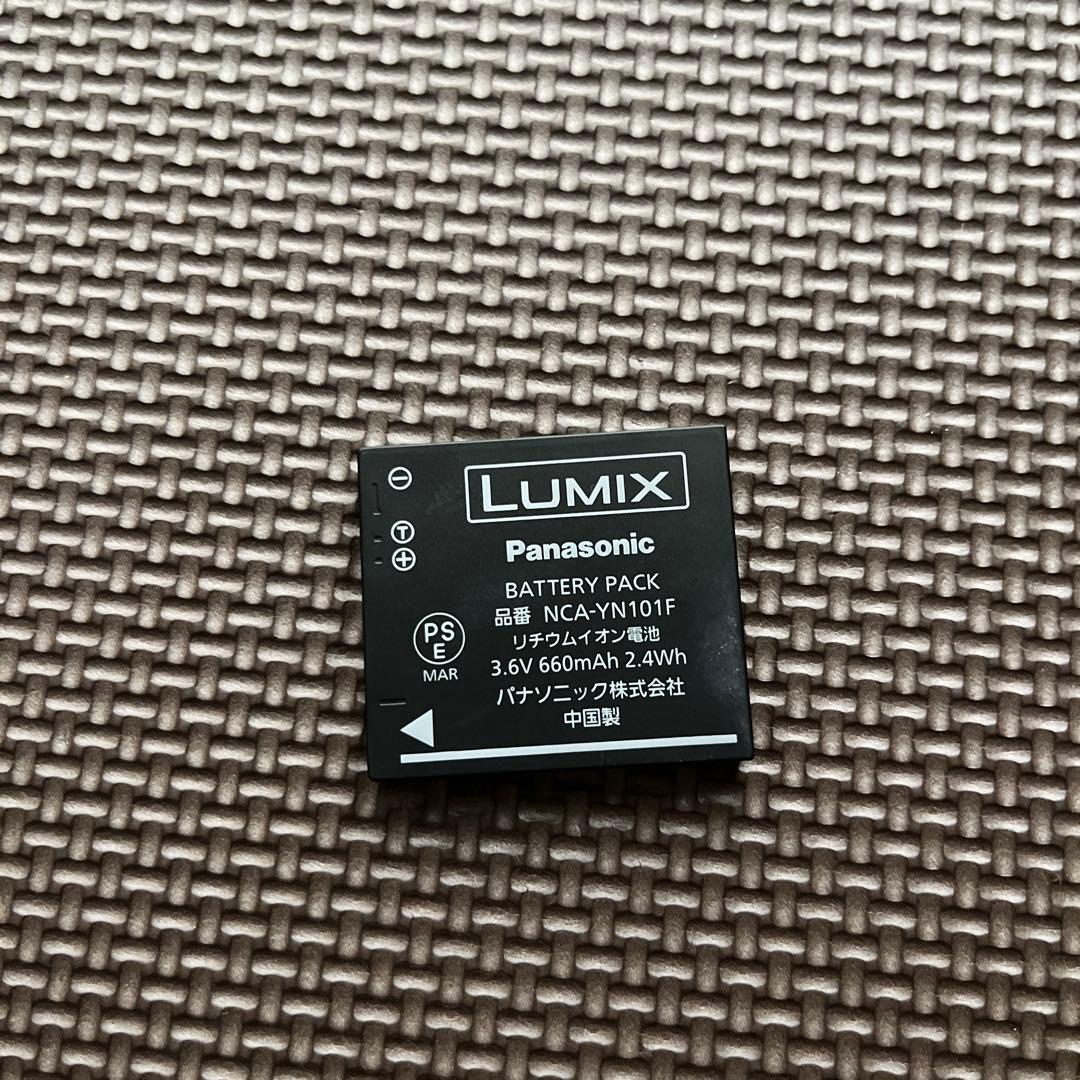 LUMIX
Panasonic
BATTERY PACK
品番 NCA-YN101F
リチウムイオン電池
3.6V 660mAh 2.4Wh
パナソニック株式会社
中国製
T
PS
E
MAR